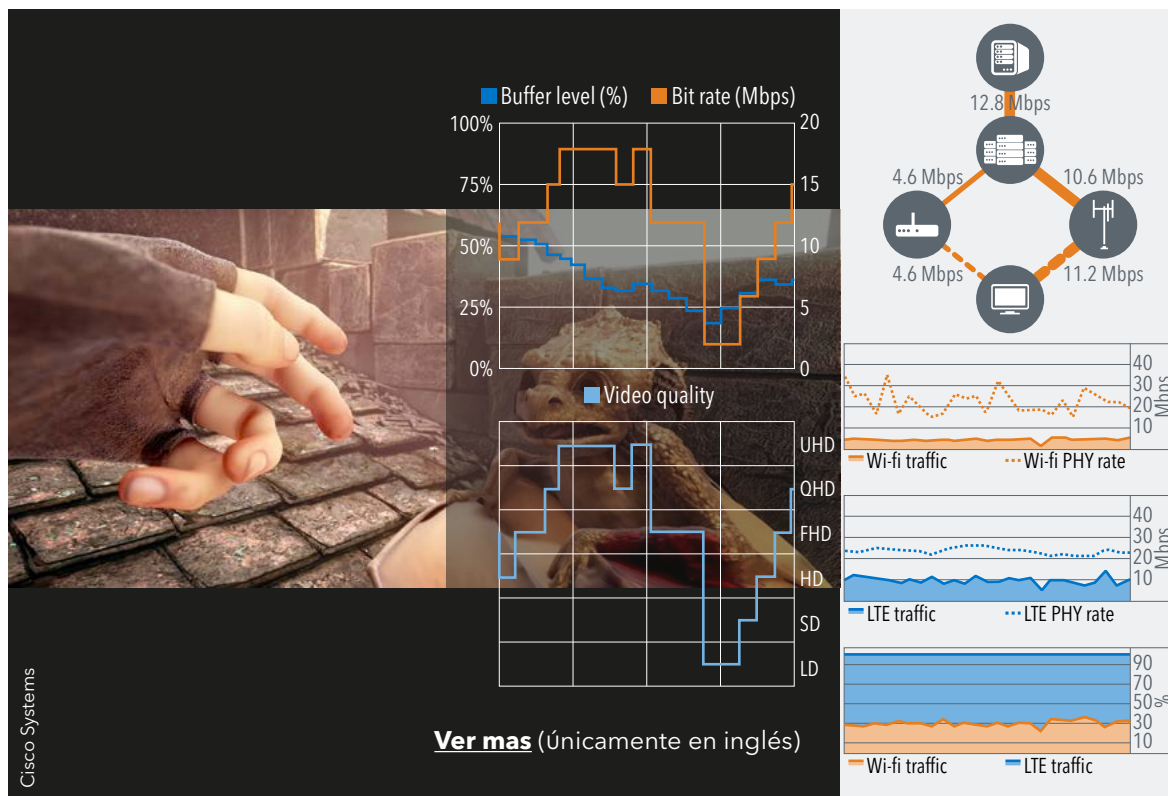 Buffer level (%) Bit rate (Mbps)
100% 20
75% 15
50% 10
25% 5
0% 0
Video quality
UHD
QHD
FHD
HD
SD
LD
Ver mas (únicamente en inglés)
Cisco Systems
12.8 Mbps
4.6 Mbps 10.6 Mbps
4.6 Mbps 11.2 Mbps
40
30
20
10
Mbps
Wi-fi traffic Wi-fi PHY rate
40
30
20
10
Mbps
LTE traffic LTE PHY rate
90
70
50
30
10
%
Wi-fi traffic LTE traffic